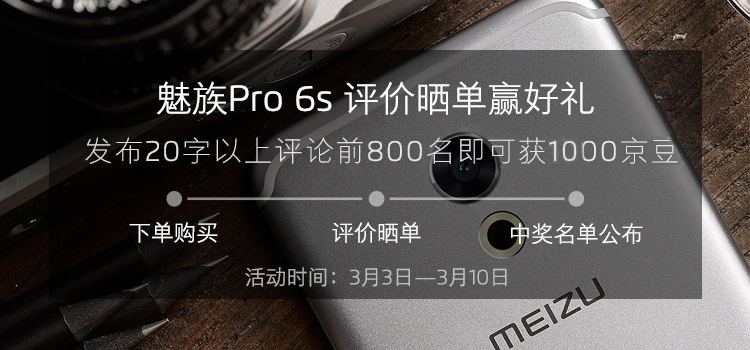 魅族Pro 6s 评价晒单赢好礼
发布20字以上评论前800名即可获1000京豆
下单购买 评价晒单 中奖名单公布
活动时间：3月3日—3月10日
MEIZU